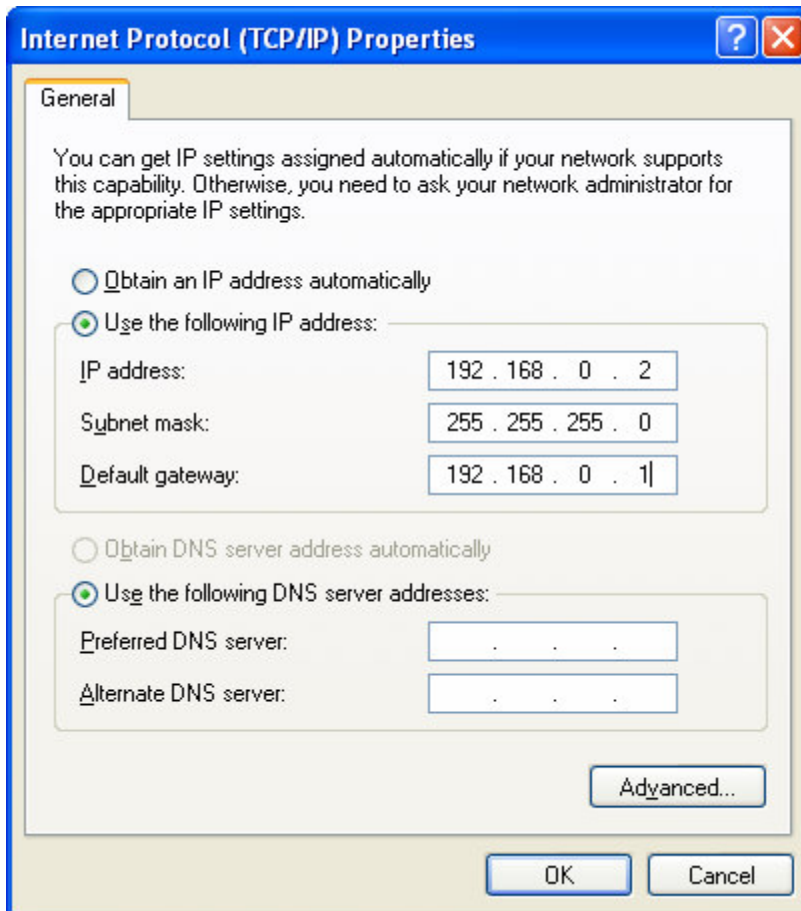 Internet Protocol (TCP/IP) Properties
?
General
You can get IP settings assigned automatically if your network supports
this capability. Otherwise, you need to ask your network administrator for
the appropriate IP settings.
Obtain an IP address automatically
Use the following IP address:
IP address: 192 . 168 . 0 . 2
Subnet mask: 255 . 255 . 255 . 0
Default gateway: 192 . 168 . 0 . 1
Obtain DNS server address automatically
Use the following DNS server addresses:
Preferred DNS server: . . .
Alternate DNS server: . . .
Advanced...
OK Cancel